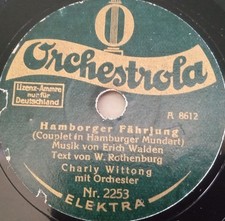 Orchestrola
Lizenz-Ammre
nur für
Deutschland
A 8612
Hamborger Fährjung
(Couplet in Hamburger Mundart)
Musik von Erich Walden
Text von W. Rothenburg
Charly Wittong
mit Orchester
Nr. 2253
ELEKTRA